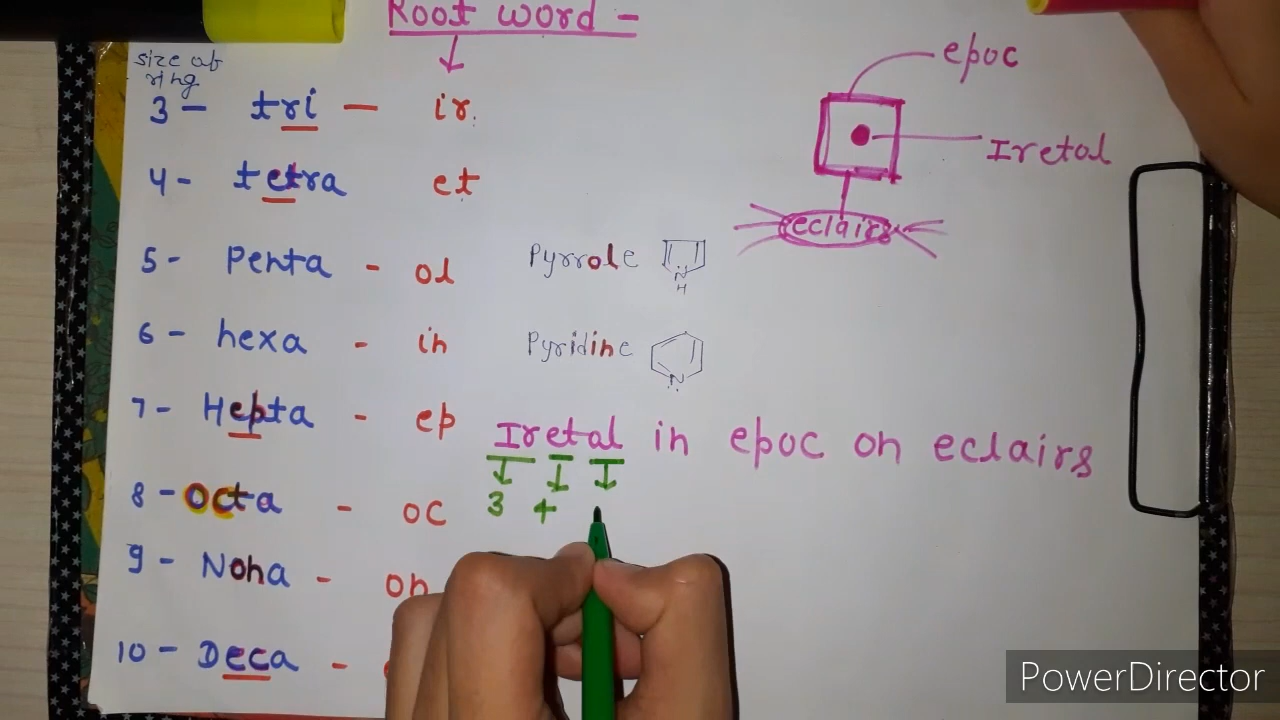 Root word -
size of ring
3 - tri - ir
4 - tetra et
5 - Penta - ol
6 - hexa - in
7 - Hepta - ep
8 - octa - oc
9 - Nona - on
10 - Deca -
Pyrrole
N
H
Pyridine
N
epoc
Iretol
eclairs
Iretal in epoc on eclairs
3 4
PowerDirector